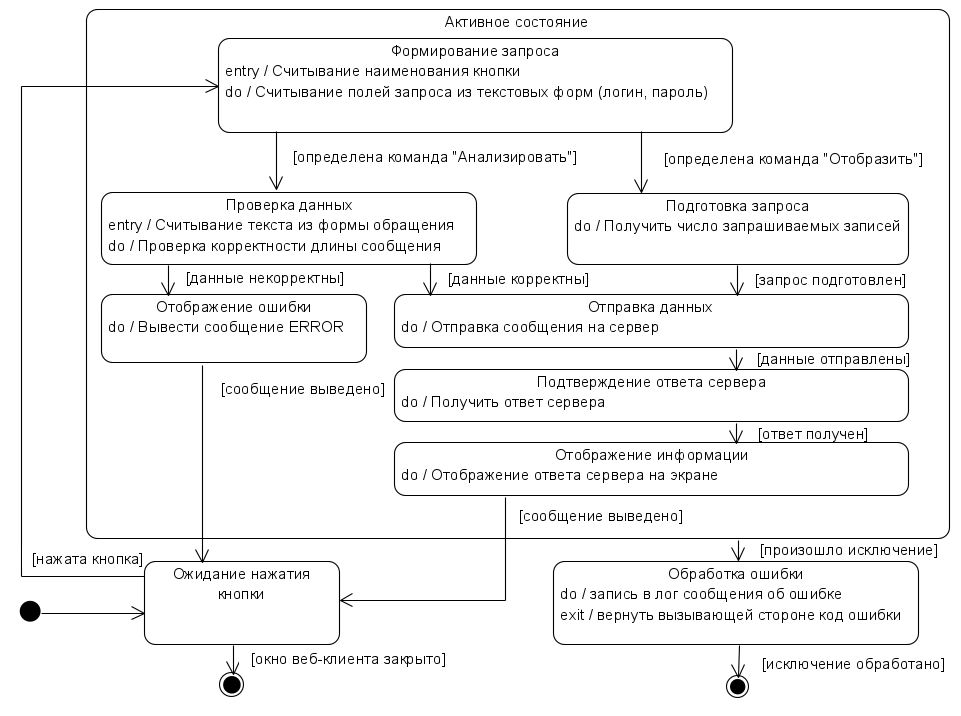 Активное состояние
Формирование запроса
entry / Считывание наименования кнопки
do / Считывание полей запроса из текстовых форм (логин, пароль)
[определена команда "Анализировать"]
[определена команда "Отобразить"]
Проверка данных
entry / Считывание текста из формы обращения
do / Проверка корректности длины сообщения
Подготовка запроса
do / Получить число запрашиваемых записей
[данные некорректны]
[данные корректны]
[запрос подготовлен]
Отображение ошибки
do / Вывести сообщение ERROR
Отправка данных
do / Отправка сообщения на сервер
[данные отправлены]
[сообщение выведено]
Подтверждение ответа сервера
do / Получить ответ сервера
[ответ получен]
Отображение информации
do / Отображение ответа сервера на экране
[сообщение выведено]
[нажата кнопка]
[произошло исключение]
Ожидание нажатия
кнопки
Обработка ошибки
do / запись в лог сообщения об ошибке
exit / вернуть вызывающей стороне код ошибки
[окно веб-клиента закрыто]
[исключение обработано]